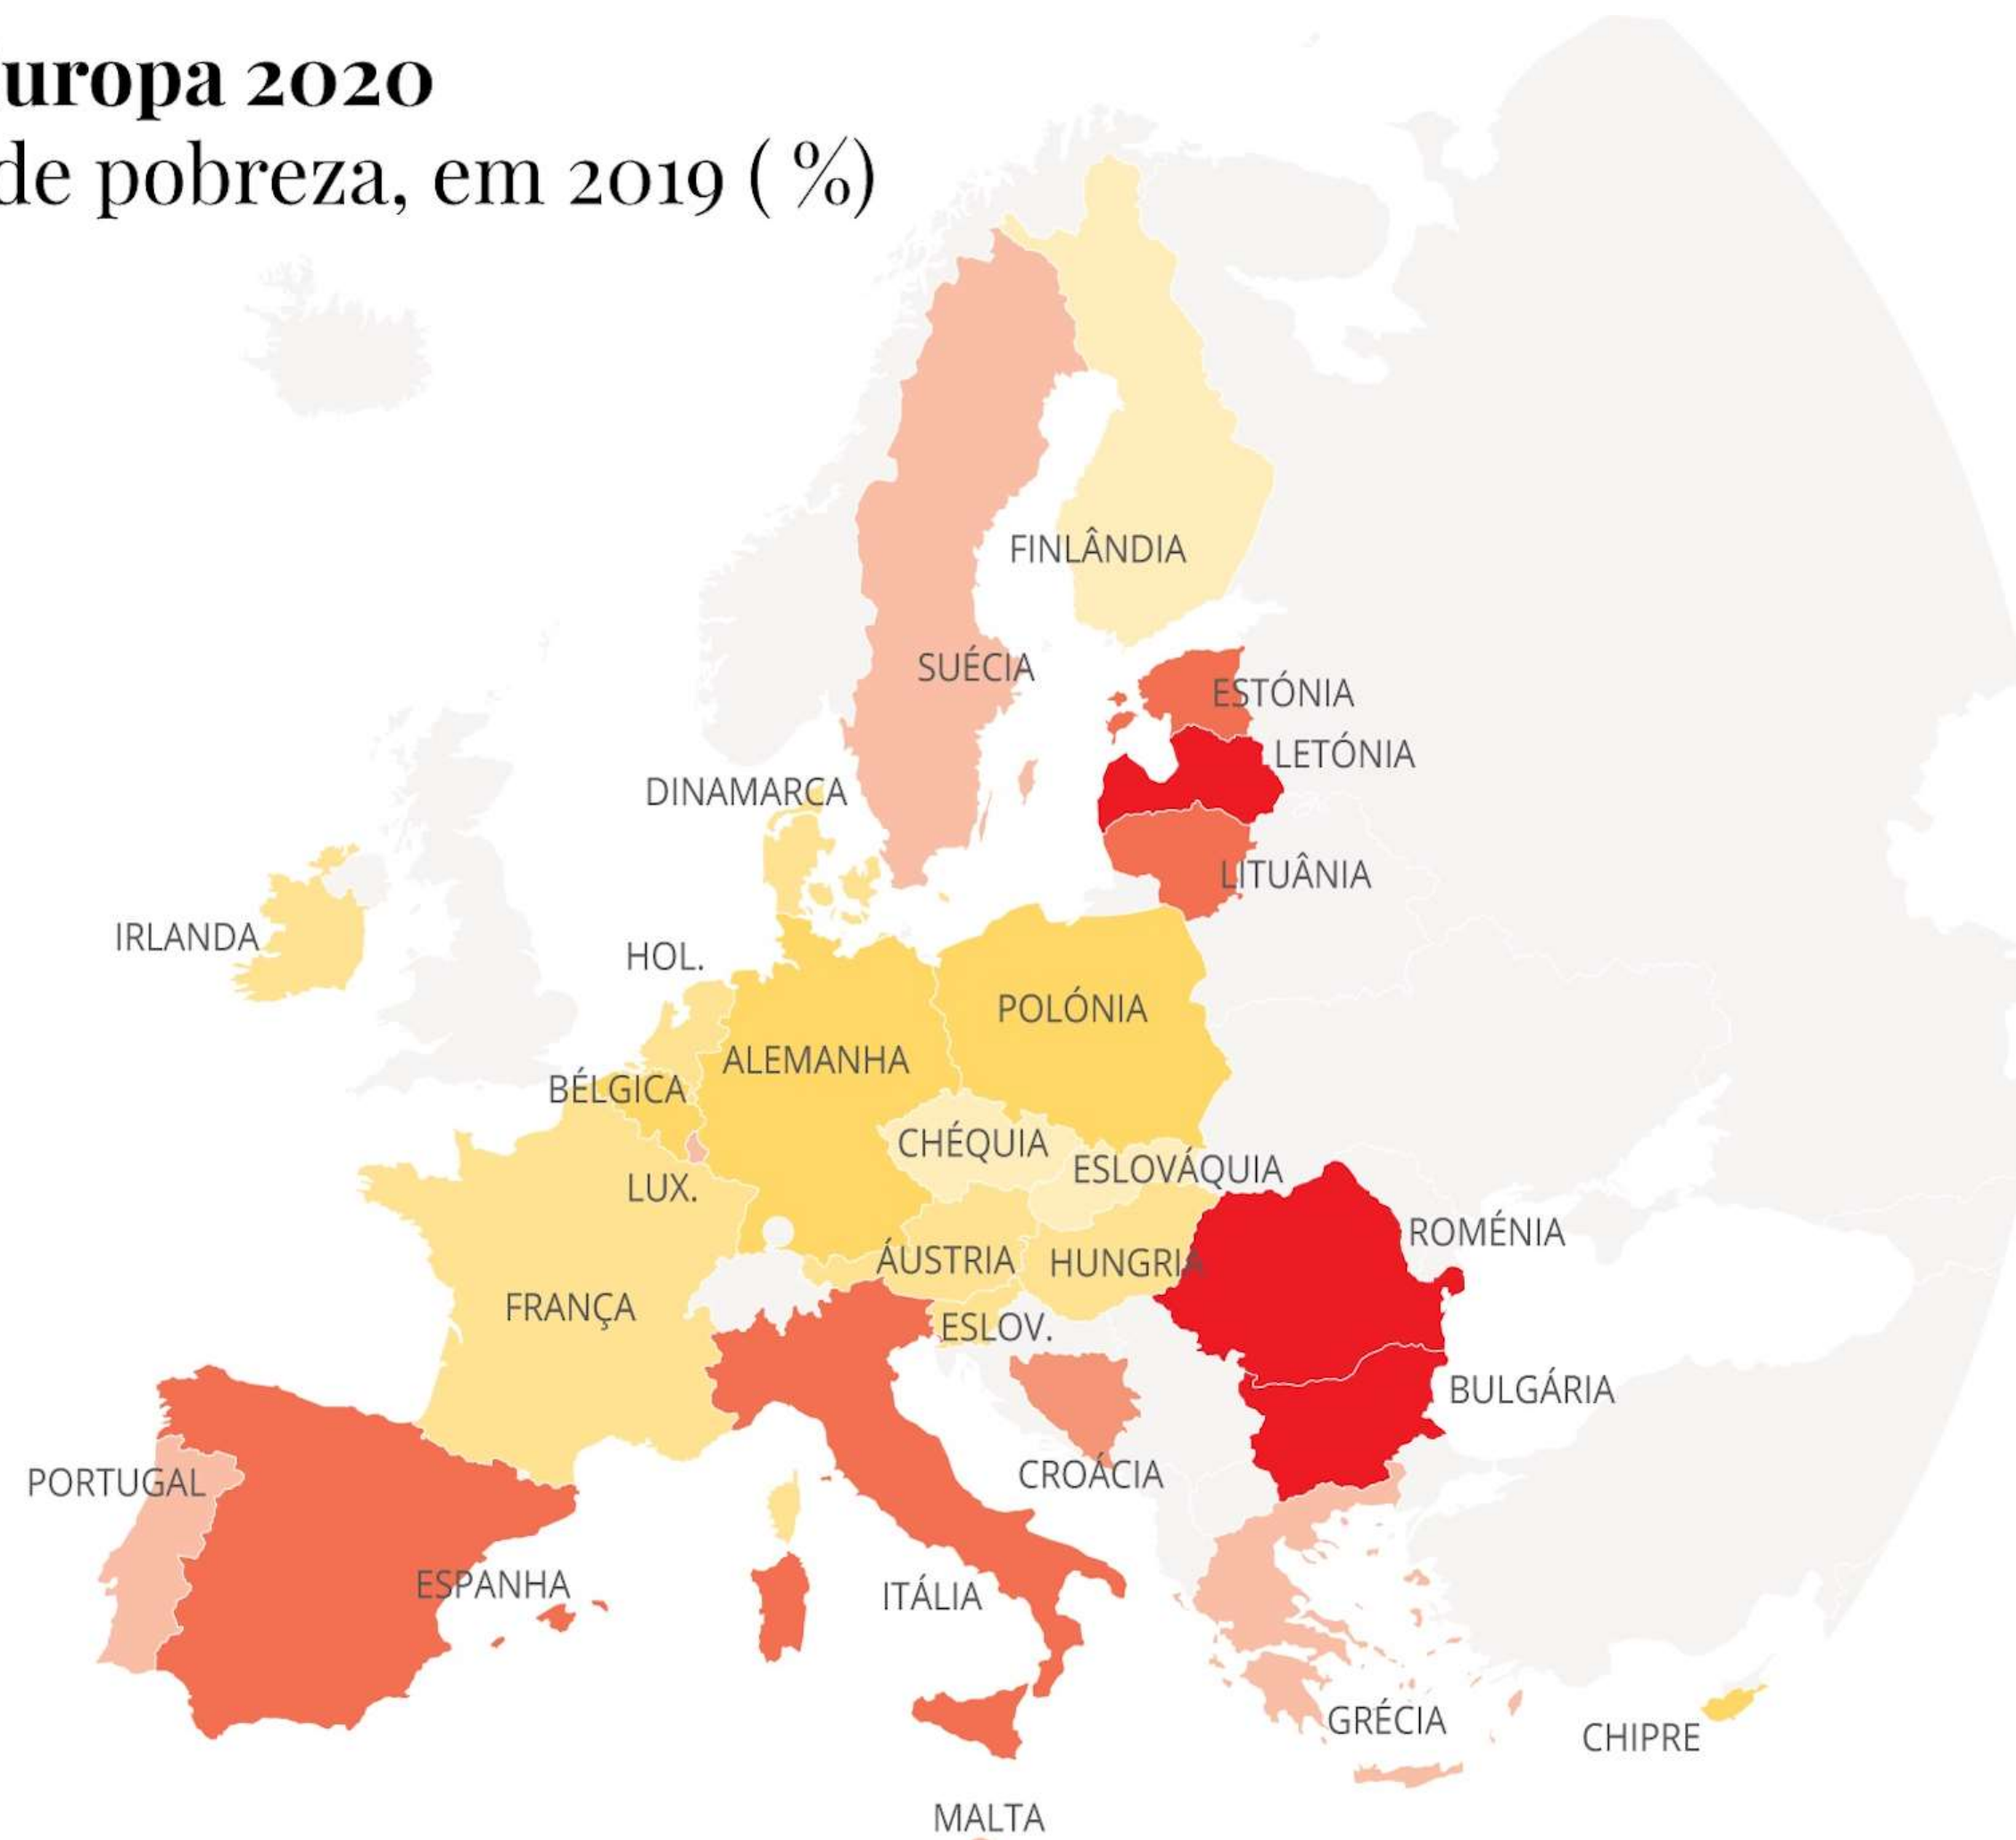 uropa 2020
de pobreza, em 2019 ( %)
FINLÂNDIA
SUÉCIA
ESTÓNIA
LETÓNIA
DINAMARCA
LITUÂNIA
IRLANDA
HOL.
POLÓNIA
ALEMANHA
BÉLGICA
CHÉQUIA
ESLOVÁQUIA
LUX.
ROMÉNIA
ÁUSTRIA
HUNGRIA
FRANÇA
ESLOV.
BULGÁRIA
CROÁCIA
PORTUGAL
ESPANHA
ITÁLIA
GRÉCIA
CHIPRE
MALTA